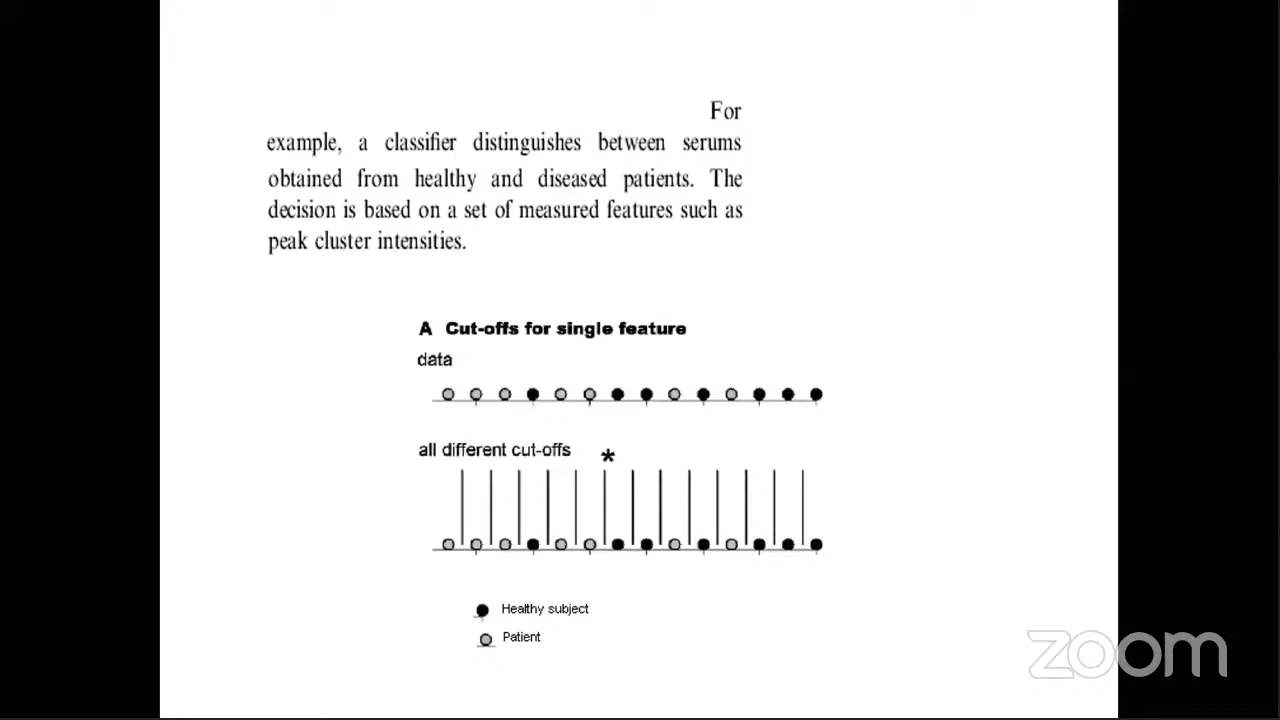 For
example, a classifier distinguishes between serums
obtained from healthy and diseased patients. The
decision is based on a set of measured features such as
peak cluster intensities.
A Cut-offs for single feature
data
all different cut-offs *
Healthy subject
Patient
zoom